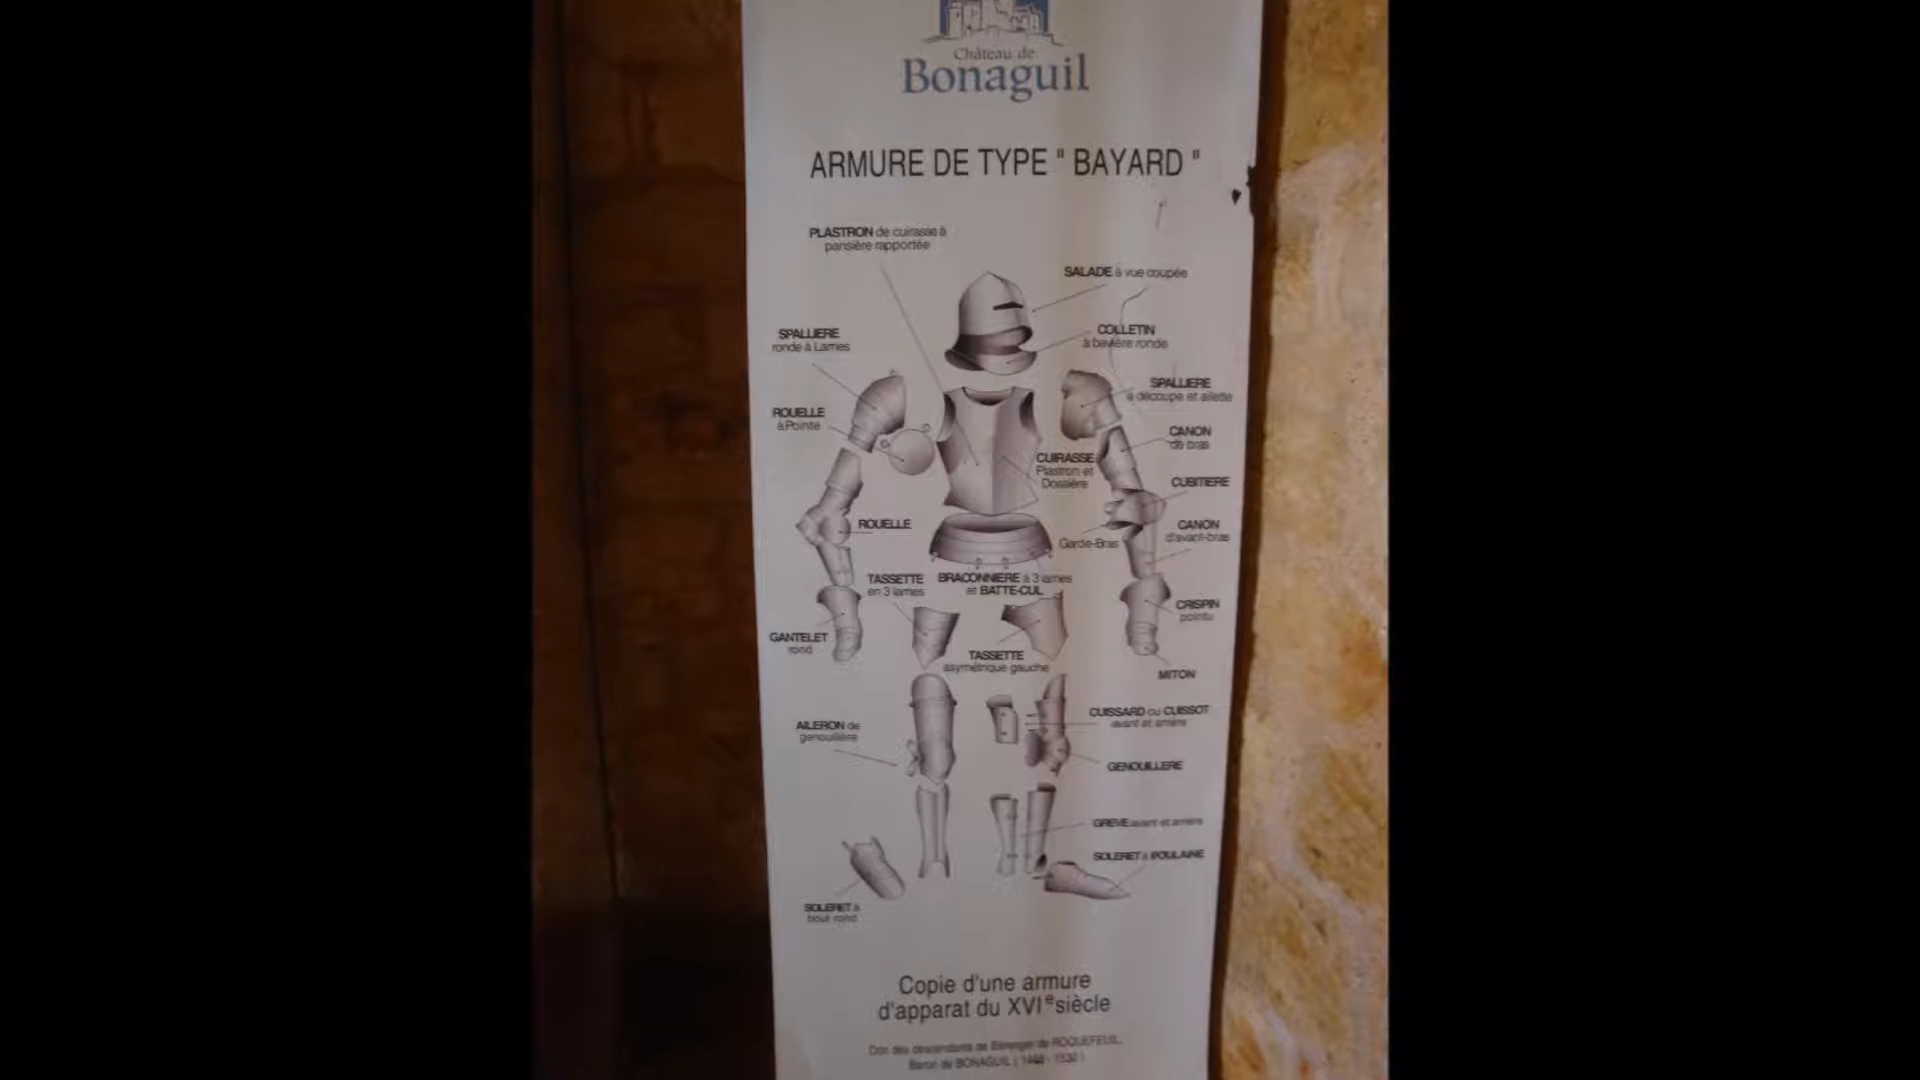 Château de
Bonaguil
ARMURE DE TYPE " BAYARD "
PLASTRON de cuirasse à
pansière rapportée
SALADE à vue coupée
SPALLIERE
ronde à Lames
COLLETIN
à bavière ronde
SPALLIERE
à découpe et ailette
ROUELLE
à Pointe
CANON
de bras
CUIRASSE
Plastron et
Dossière
CUBITIERE
ROUELLE
CANON
d'avant-bras
Garde-Bras
TASSETTE
en 3 lames
BRACONNIERE à 3 lames
et BATTE-CUL
CRISPIN
pointu
GANTELET
rond
TASSETTE
asymétrique gauche
MITON
CUISSARD ou CUISSOT
avant et arrière
AILERON de
genouillère
GENOUILLERE
GREVE avant et arrière
SOLERET à POULAINE
SOLERET à
bout rond
Copie d'une armure
d'apparat du XVIe siècle
Don des descendants de Bérenger de ROQUEFEUIL,
Baron de BONAGUIL ( 1448 - 1530 )